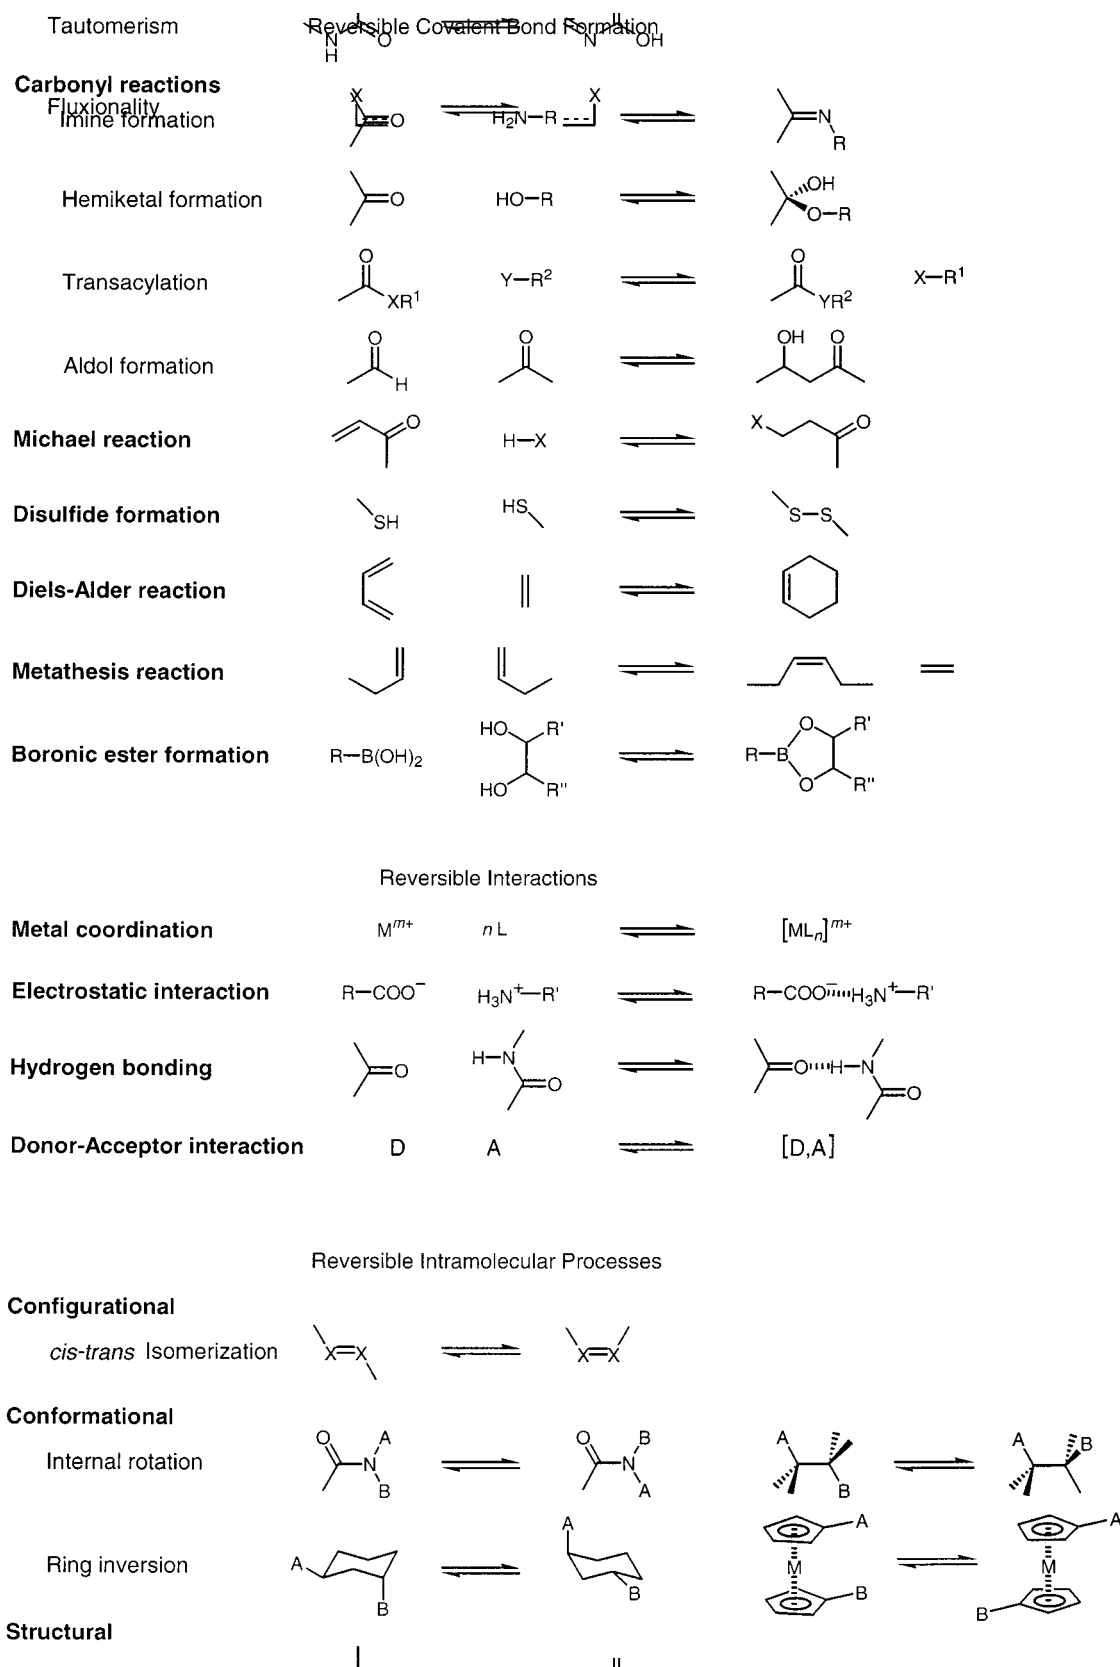 Tautomerism
Reversible Covalent Bond Formation
N
H
O
N
OH
Carbonyl reactions
Fluxionality
X
X
Imine formation
O
H₂N—R
N
R
Hemiketal formation
O
HO—R
OH
O—R
Transacylation
O
XR¹
Y—R²
O
YR²
X—R¹
Aldol formation
O
H
O
OH
O
Michael reaction
O
H—X
X
O
Disulfide formation
SH
HS
S—S
Diels-Alder reaction
Metathesis reaction
Boronic ester formation
R—B(OH)₂
HO
R'
HO
R"
R—B
O
O
R'
R"
Reversible Interactions
Metal coordination
Mᵐ⁺
n L
[MLₙ]ᵐ⁺
Electrostatic interaction
R—COO⁻
H₃N⁺—R'
R—COO⁻
H₃N⁺—R'
Hydrogen bonding
O
H—N
O
O
H—N
O
Donor-Acceptor interaction
D
A
[D,A]
Reversible Intramolecular Processes
Configurational
cis-trans Isomerization
X=X
X=X
Conformational
Internal rotation
O
N
A
B
O
N
B
A
A
B
A
B
Ring inversion
A
B
A
B
A
M
B
A
M
B
Structural